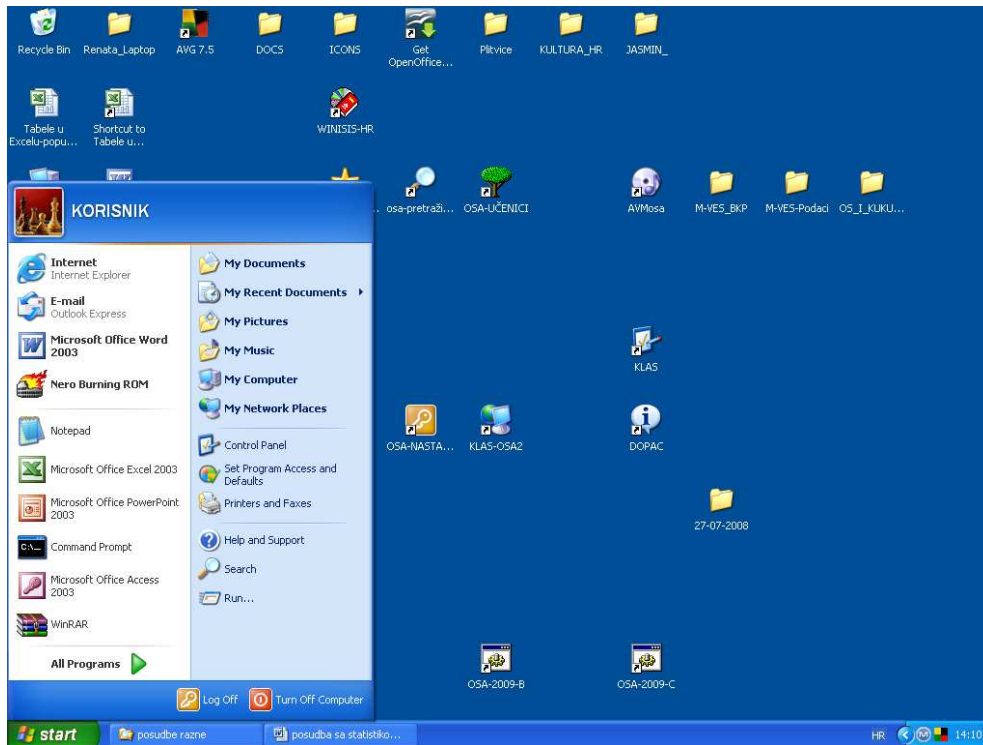 Recycle Bin
Renata_Laptop
AVG 7.5
DOCS
ICONS
Get
OpenOffice...
Plitvice
KULTURA_HR
JASMIN_
Tabele u
Excelu-popu...
Shortcut to
Tabele u...
WINISIS-HR
osa-pretraži...
OSA-UČENICI
AVMosa
M-VES_BKP
M-VES-Podaci
OS_I_KUKU...
KORISNIK
Internet
Internet Explorer
E-mail
Outlook Express
Microsoft Office Word
2003
Nero Burning ROM
Notepad
Microsoft Office Excel 2003
Microsoft Office PowerPoint
2003
C:\_
Command Prompt
Microsoft Office Access
2003
WinRAR
All Programs
My Documents
My Recent Documents
My Pictures
My Music
My Computer
My Network Places
Control Panel
Set Program Access and
Defaults
Printers and Faxes
Help and Support
Search
Run...
Log Off
Turn Off Computer
KLAS
OSA-NASTA...
KLAS-OSA2
DOPAC
27-07-2008
OSA-2009-B
OSA-2009-C
start
posudbe razne
posudba sa statistiko...
HR
14:10